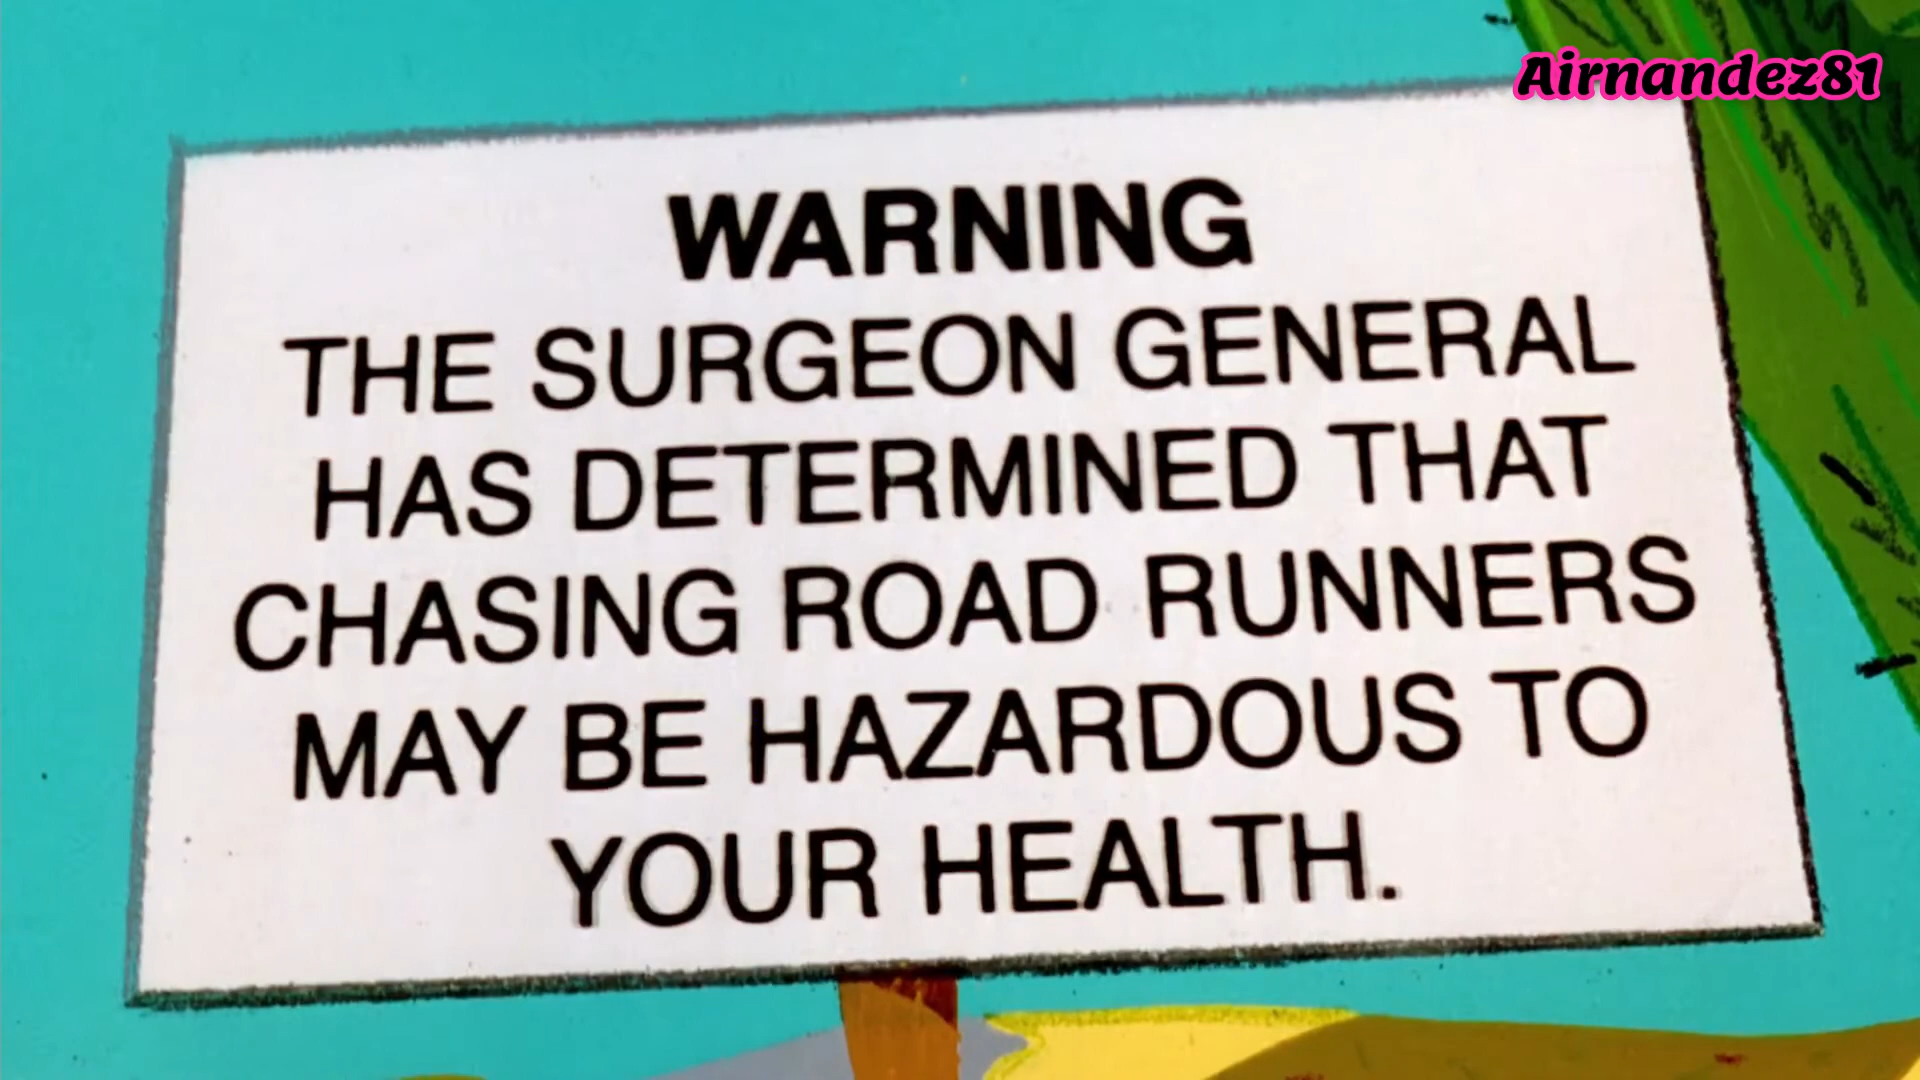 Airnandez81
WARNING
THE SURGEON GENERAL
HAS DETERMINED THAT
CHASING ROAD RUNNERS
MAY BE HAZARDOUS TO
YOUR HEALTH.